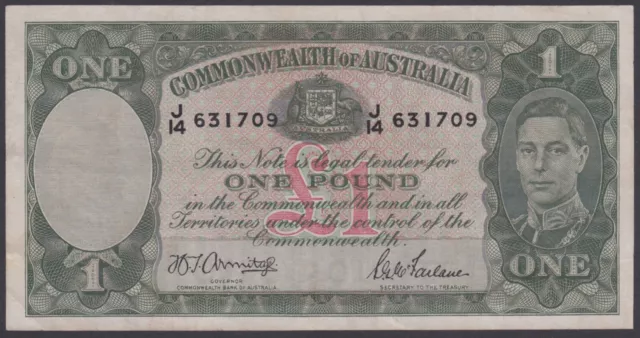 ONE
COMMONWEALTH OF AUSTRALIA
1
J/14 631709 J/14 631709
AUSTRALIA
This Note is legal tender for
ONE POUND
in the Commonwealth and in all
Territories under the control of the
Commonwealth.
£1
H.T. Armitage
S.G. McFarlane
GOVERNOR
COMMONWEALTH BANK OF AUSTRALIA
SECRETARY TO THE TREASURY
1
ONE